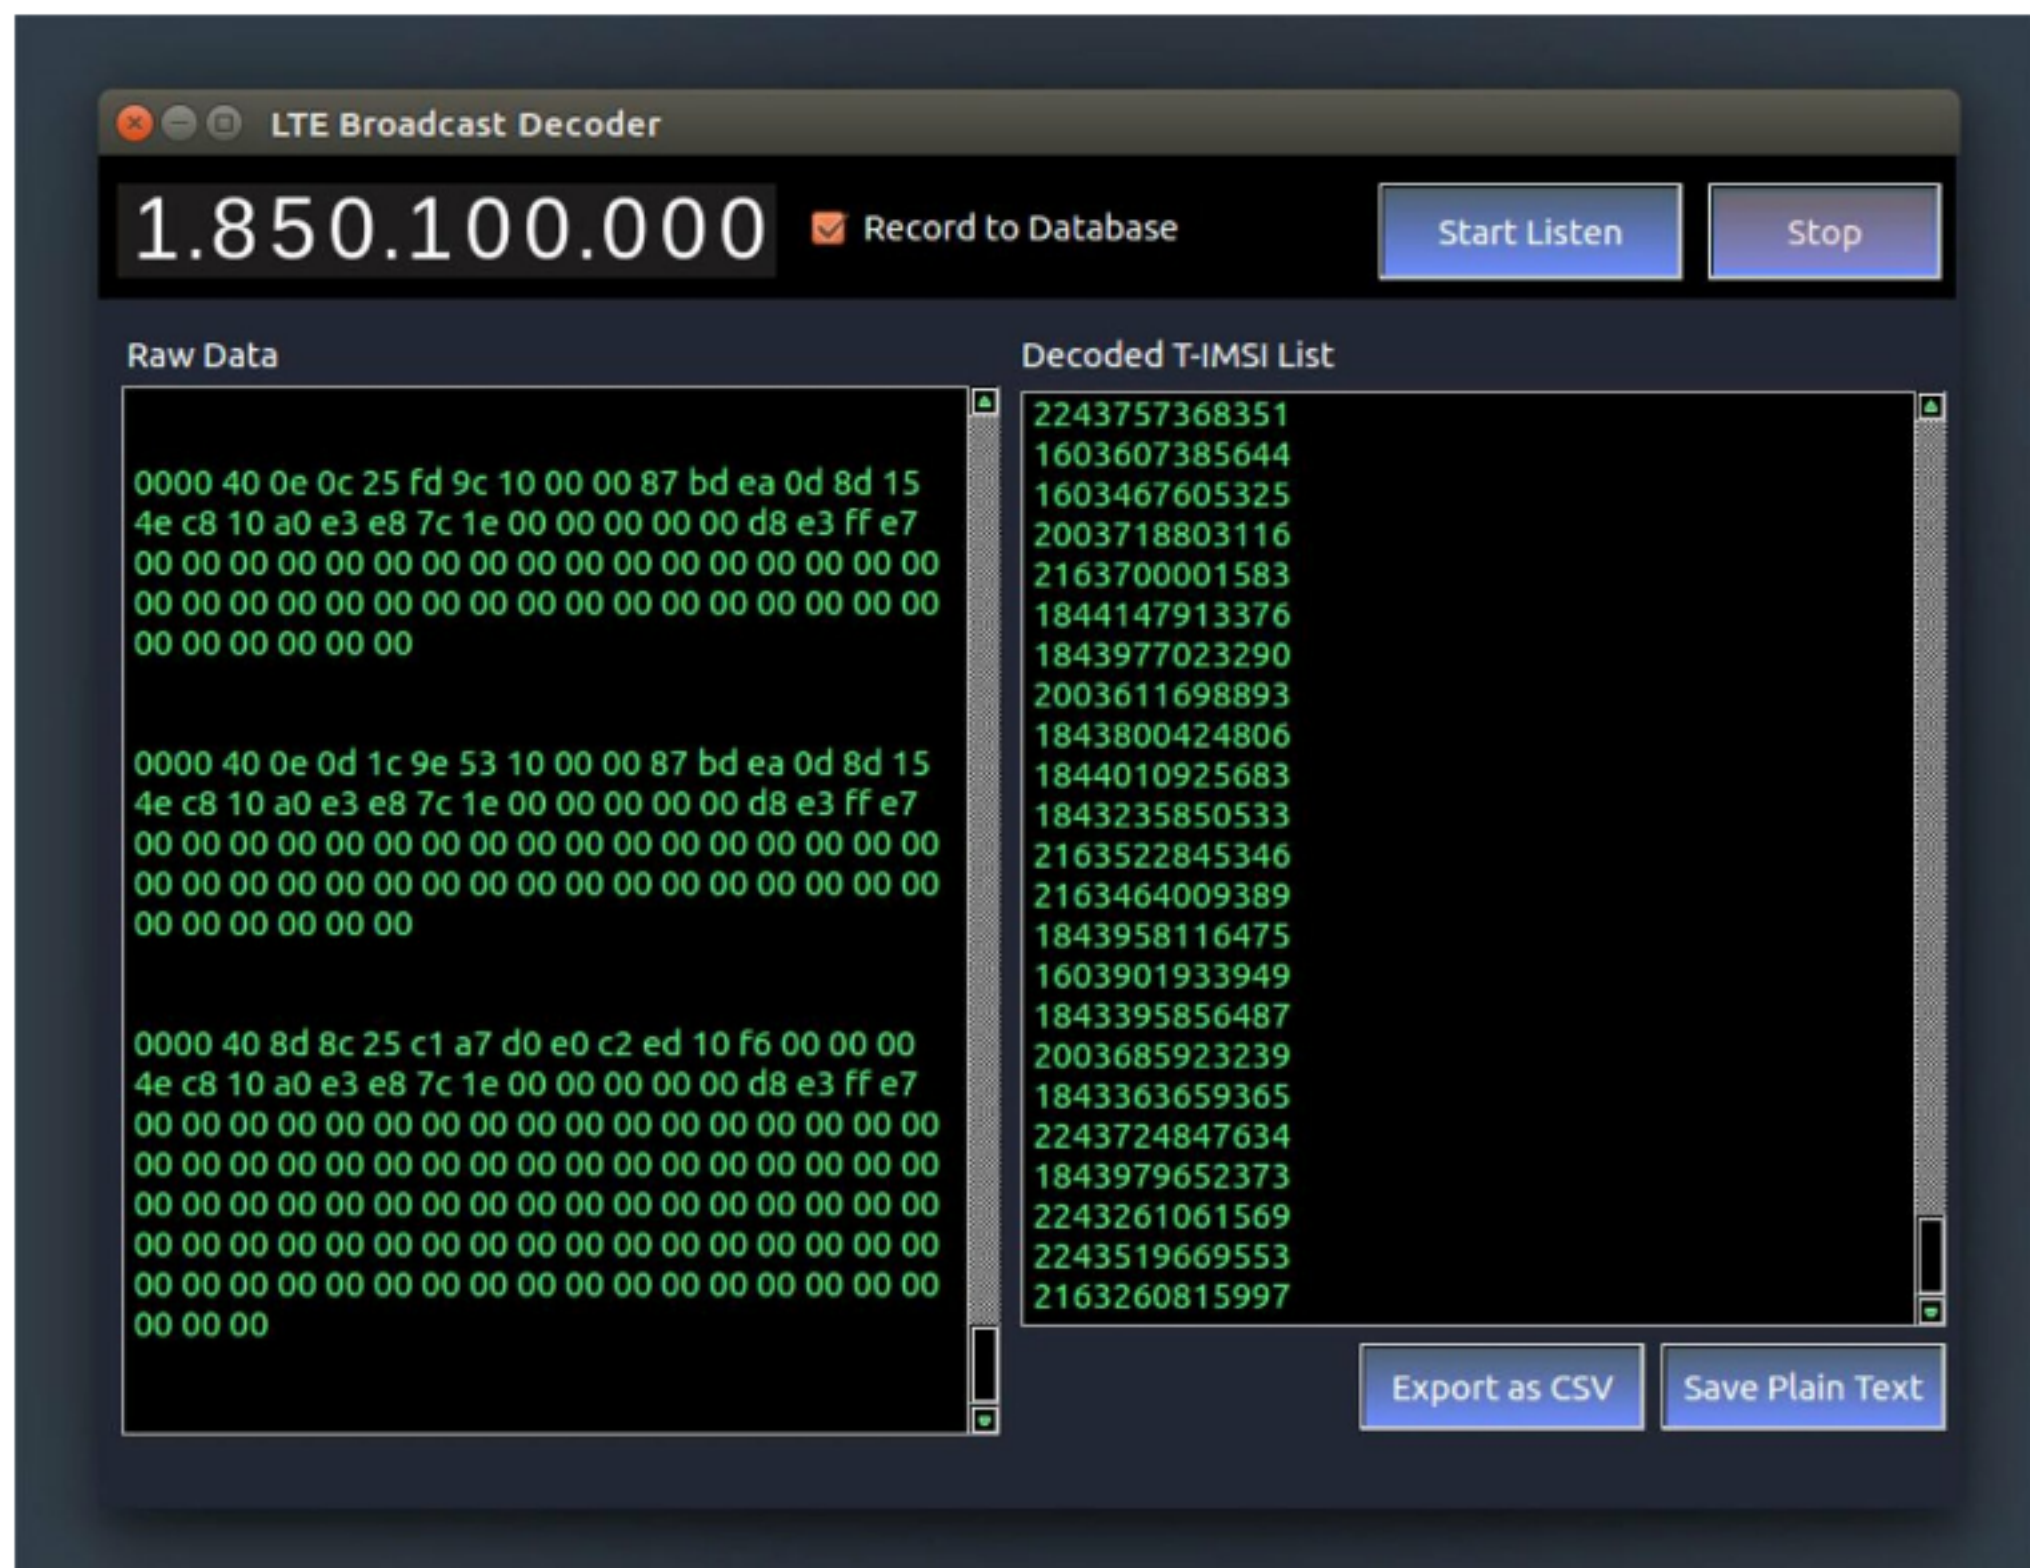 LTE Broadcast Decoder
1.850.100.000
Record to Database
Start Listen
Stop
Raw Data
0000 40 0e 0c 25 fd 9c 10 00 00 87 bd ea 0d 8d 15
4e c8 10 a0 e3 e8 7c 1e 00 00 00 00 00 d8 e3 ff e7
00 00 00 00 00 00 00 00 00 00 00 00 00 00 00 00 00
00 00 00 00 00 00 00 00 00 00 00 00 00 00 00 00 00
00 00 00 00 00 00
0000 40 0e 0d 1c 9e 53 10 00 00 87 bd ea 0d 8d 15
4e c8 10 a0 e3 e8 7c 1e 00 00 00 00 00 d8 e3 ff e7
00 00 00 00 00 00 00 00 00 00 00 00 00 00 00 00 00
00 00 00 00 00 00 00 00 00 00 00 00 00 00 00 00 00
00 00 00 00 00 00
0000 40 8d 8c 25 c1 a7 d0 e0 c2 ed 10 f6 00 00 00
4e c8 10 a0 e3 e8 7c 1e 00 00 00 00 00 d8 e3 ff e7
00 00 00 00 00 00 00 00 00 00 00 00 00 00 00 00 00
00 00 00 00 00 00 00 00 00 00 00 00 00 00 00 00 00
00 00 00 00 00 00 00 00 00 00 00 00 00 00 00 00 00
00 00 00 00 00 00 00 00 00 00 00 00 00 00 00 00 00
00 00 00 00 00 00 00 00 00 00 00 00 00 00 00 00 00
00 00 00
Decoded T-IMSI List
2243757368351
1603607385644
1603467605325
2003718803116
2163700001583
1844147913376
1843977023290
2003611698893
1843800424806
1844010925683
1843235850533
2163522845346
2163464009389
1843958116475
1603901933949
1843395856487
2003685923239
1843363659365
2243724847634
1843979652373
2243261061569
2243519669553
2163260815997
Export as CSV
Save Plain Text